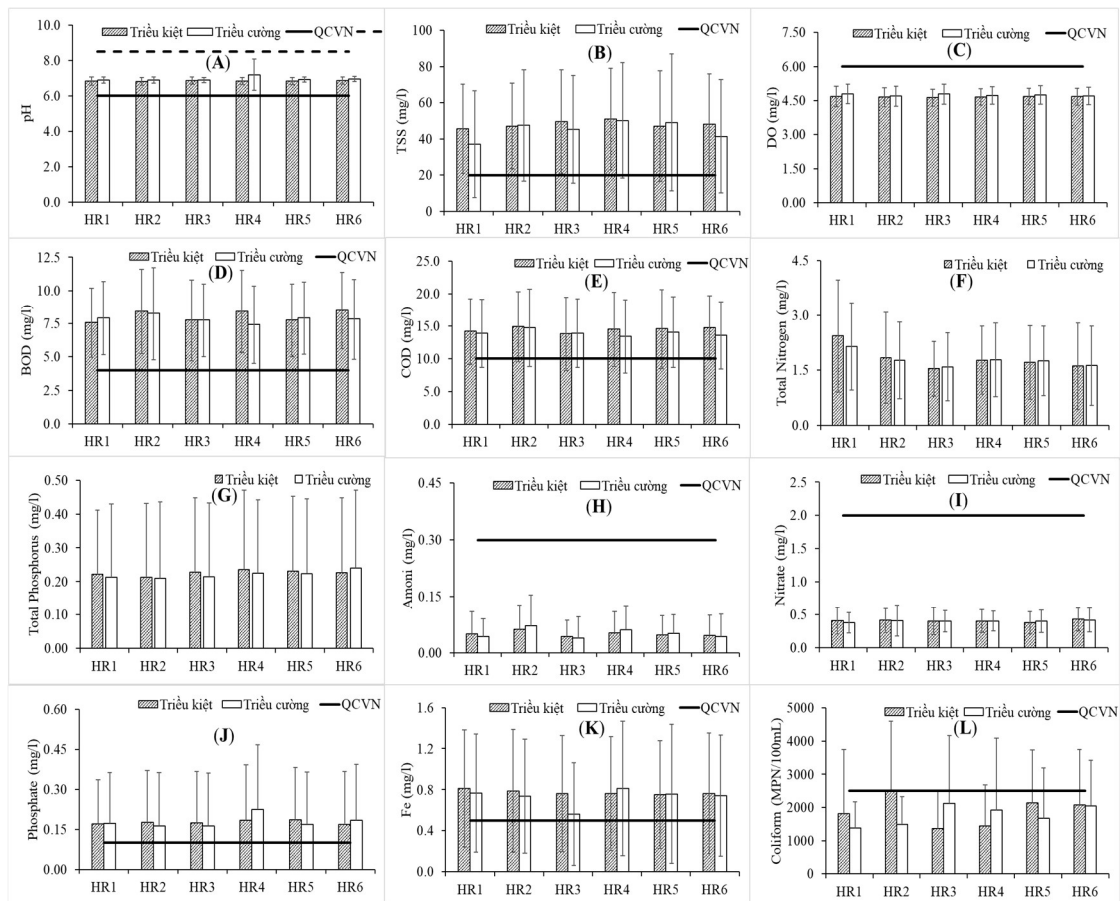 Triều kiệt Triều cường QCVN
(A)
pH
10.0
8.0
6.0
4.0
2.0
0.0
HR1 HR2 HR3 HR4 HR5 HR6
Triều kiệt Triều cường QCVN
(B)
TSS (mg/l)
100
80
60
40
20
0
HR1 HR2 HR3 HR4 HR5 HR6
Triều kiệt Triều cường QCVN
(C)
DO (mg/l)
7.50
6.00
4.50
3.00
1.50
0.00
HR1 HR2 HR3 HR4 HR5 HR6
Triều kiệt Triều cường QCVN
(D)
BOD (mg/l)
12.5
10.0
7.5
5.0
2.5
0.0
HR1 HR2 HR3 HR4 HR5 HR6
Triều kiệt Triều cường QCVN
(E)
COD (mg/l)
25.0
20.0
15.0
10.0
5.0
0.0
HR1 HR2 HR3 HR4 HR5 HR6
Triều kiệt Triều cường
(F)
Total Nitrogen (mg/l)
4.5
3.0
1.5
0.0
HR1 HR2 HR3 HR4 HR5 HR6
Triều kiệt Triều cường
(G)
Total Phosphorus (mg/l)
0.50
0.40
0.30
0.20
0.10
0.00
HR1 HR2 HR3 HR4 HR5 HR6
Triều kiệt Triều cường QCVN
(H)
Amoni (mg/l)
0.45
0.30
0.15
0.00
HR1 HR2 HR3 HR4 HR5 HR6
Triều kiệt Triều cường QCVN
(I)
Nitrate (mg/l)
2.5
2.0
1.5
1.0
0.5
0.0
HR1 HR2 HR3 HR4 HR5 HR6
Triều kiệt Triều cường QCVN
(J)
Phosphate (mg/l)
0.60
0.45
0.30
0.15
0.00
HR1 HR2 HR3 HR4 HR5 HR6
Triều kiệt Triều cường QCVN
(K)
Fe (mg/l)
1.6
1.2
0.8
0.4
0.0
HR1 HR2 HR3 HR4 HR5 HR6
Triều kiệt Triều cường QCVN
(L)
Coliform (MPN/100mL)
5000
4000
3000
2000
1000
0
HR1 HR2 HR3 HR4 HR5 HR6